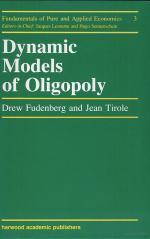 Fundamentals of Pure and Applied Economics 3
Editors-in-Chief: Jacques Lesourne and Hugo Sonnenschein
Dynamic
Models
of Oligopoly
Drew Fudenberg and Jean Tirole
harwood academic publishers